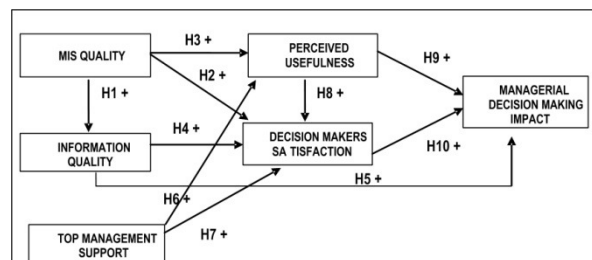 H3 +
MIS QUALITY
PERCEIVED
USEFULNESS
H9 +
H2 +
H1 +
H8 +
MANAGERIAL
DECISION MAKING
IMPACT
INFORMATION
QUALITY
H4 +
DECISION MAKERS
SA TISFACTION
H10 +
H5 +
H6 +
H7 +
TOP MANAGEMENT
SUPPORT